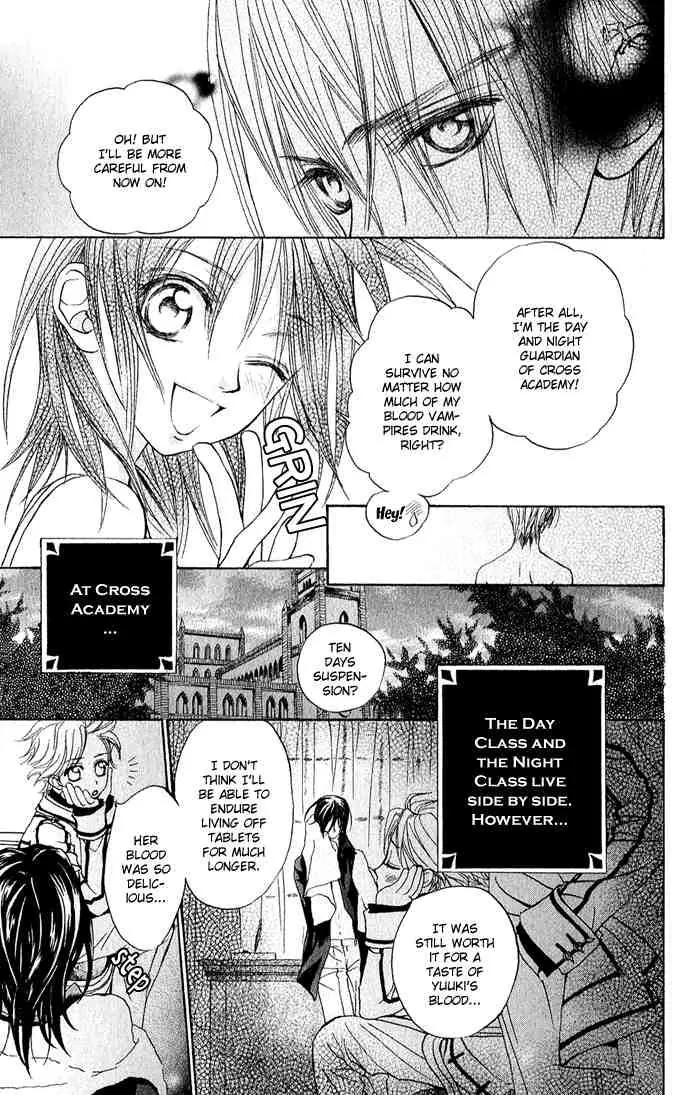 OH! BUT
I'LL BE MORE
CAREFUL FROM
NOW ON!
AFTER ALL,
I'M THE DAY
AND NIGHT
GUARDIAN
OF CROSS
ACADEMY!
I CAN
SURVIVE NO
MATTER HOW
MUCH OF MY
BLOOD VAM-
PIRES DRINK,
RIGHT?
GRIN
Hey!
AT CROSS
ACADEMY
...
TEN
DAYS
SUSPEN-
SION?
THE DAY
CLASS AND
THE NIGHT
CLASS LIVE
SIDE BY SIDE.
HOWEVER...
IT WAS
STILL WORTH
IT FOR A
TASTE OF
YUUKI'S
BLOOD...
I DON'T
THINK I'LL
BE ABLE TO
ENDURE
LIVING OFF
TABLETS
FOR MUCH
LONGER.
HER
BLOOD
WAS SO
DELIC-
IOUS...
step